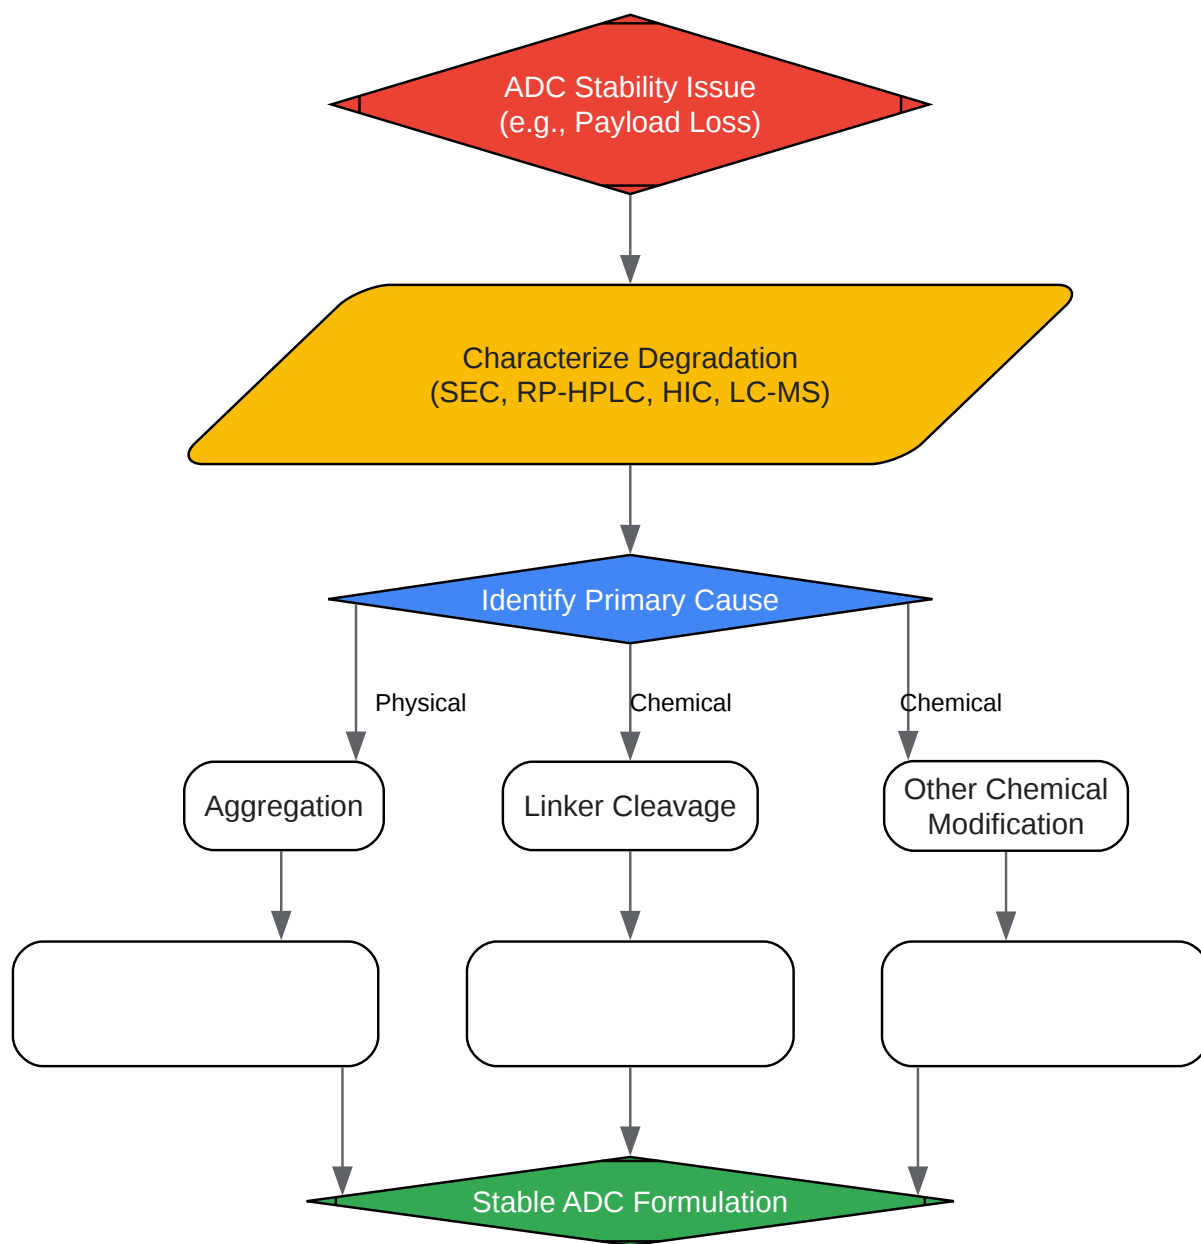 ADC Stability Issue
(e.g., Payload Loss)
Characterize Degradation
(SEC, RP-HPLC, HIC, LC-MS)
Identify Primary Cause
Physical
Chemical
Chemical
Aggregation
Linker Cleavage
Other Chemical
Modification
Stable ADC Formulation